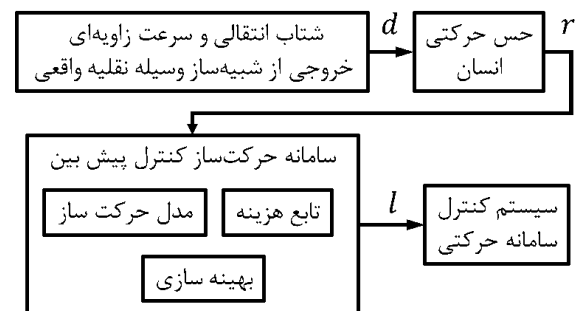 شتاب انتقالی و سرعت زاویه‌ای
خروجی از شبیه‌ساز وسیله نقلیه واقعی
d
حس حرکتی
انسان
r
سامانه حرکت‌ساز کنترل پیش بین
مدل حرکت ساز
تابع هزینه
بهینه سازی
l
سیستم کنترل
سامانه حرکتی